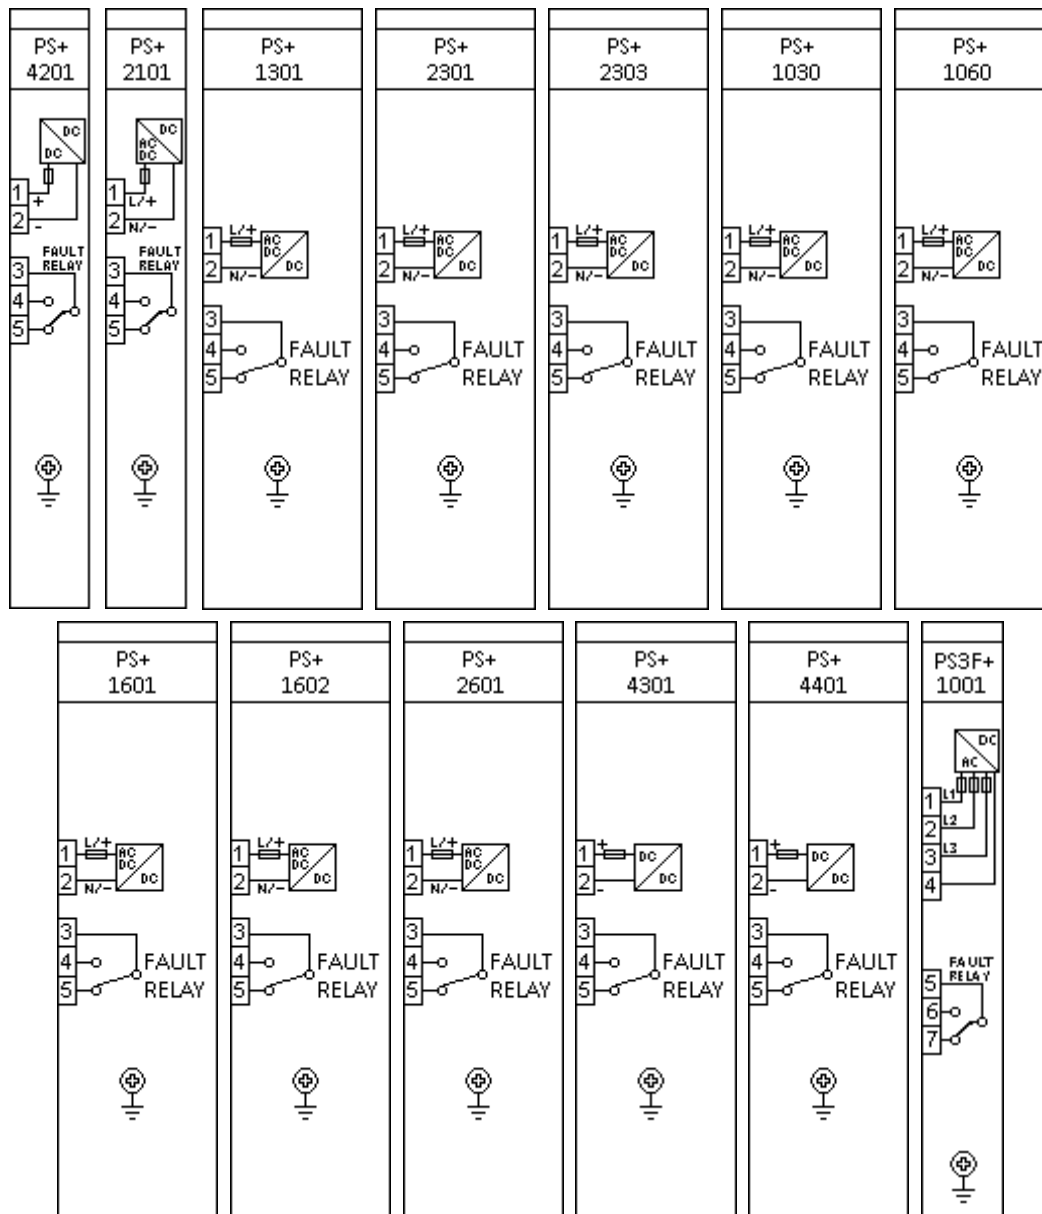 PS+
4201
DC
DC
1
+
2
-
FAULT
RELAY
3
4
5
PS+
2101
DC
AC
DC
1
L/+
2
N/-
FAULT
RELAY
3
4
5
PS+
1301
L/+
1
AC
DC
2
DC
N/-
3
4
FAULT
5
RELAY
PS+
2301
L/+
1
AC
DC
2
DC
N/-
3
4
FAULT
5
RELAY
PS+
2303
L/+
1
AC
DC
2
DC
N/-
3
4
FAULT
5
RELAY
PS+
1030
L/+
1
AC
DC
2
DC
N/-
3
4
FAULT
5
RELAY
PS+
1060
L/+
1
AC
DC
2
DC
N/-
3
4
FAULT
5
RELAY
PS+
1601
L/+
1
AC
DC
2
DC
N/-
3
4
FAULT
5
RELAY
PS+
1602
L/+
1
AC
DC
2
DC
N/-
3
4
FAULT
5
RELAY
PS+
2601
L/+
1
AC
DC
2
DC
N/-
3
4
FAULT
5
RELAY
PS+
4301
+
1
DC
2
DC
-
3
4
FAULT
5
RELAY
PS+
4401
+
1
DC
2
DC
-
3
4
FAULT
5
RELAY
PS3F+
1001
DC
AC
1
L1
2
L2
3
L3
4
FAULT
RELAY
5
6
7